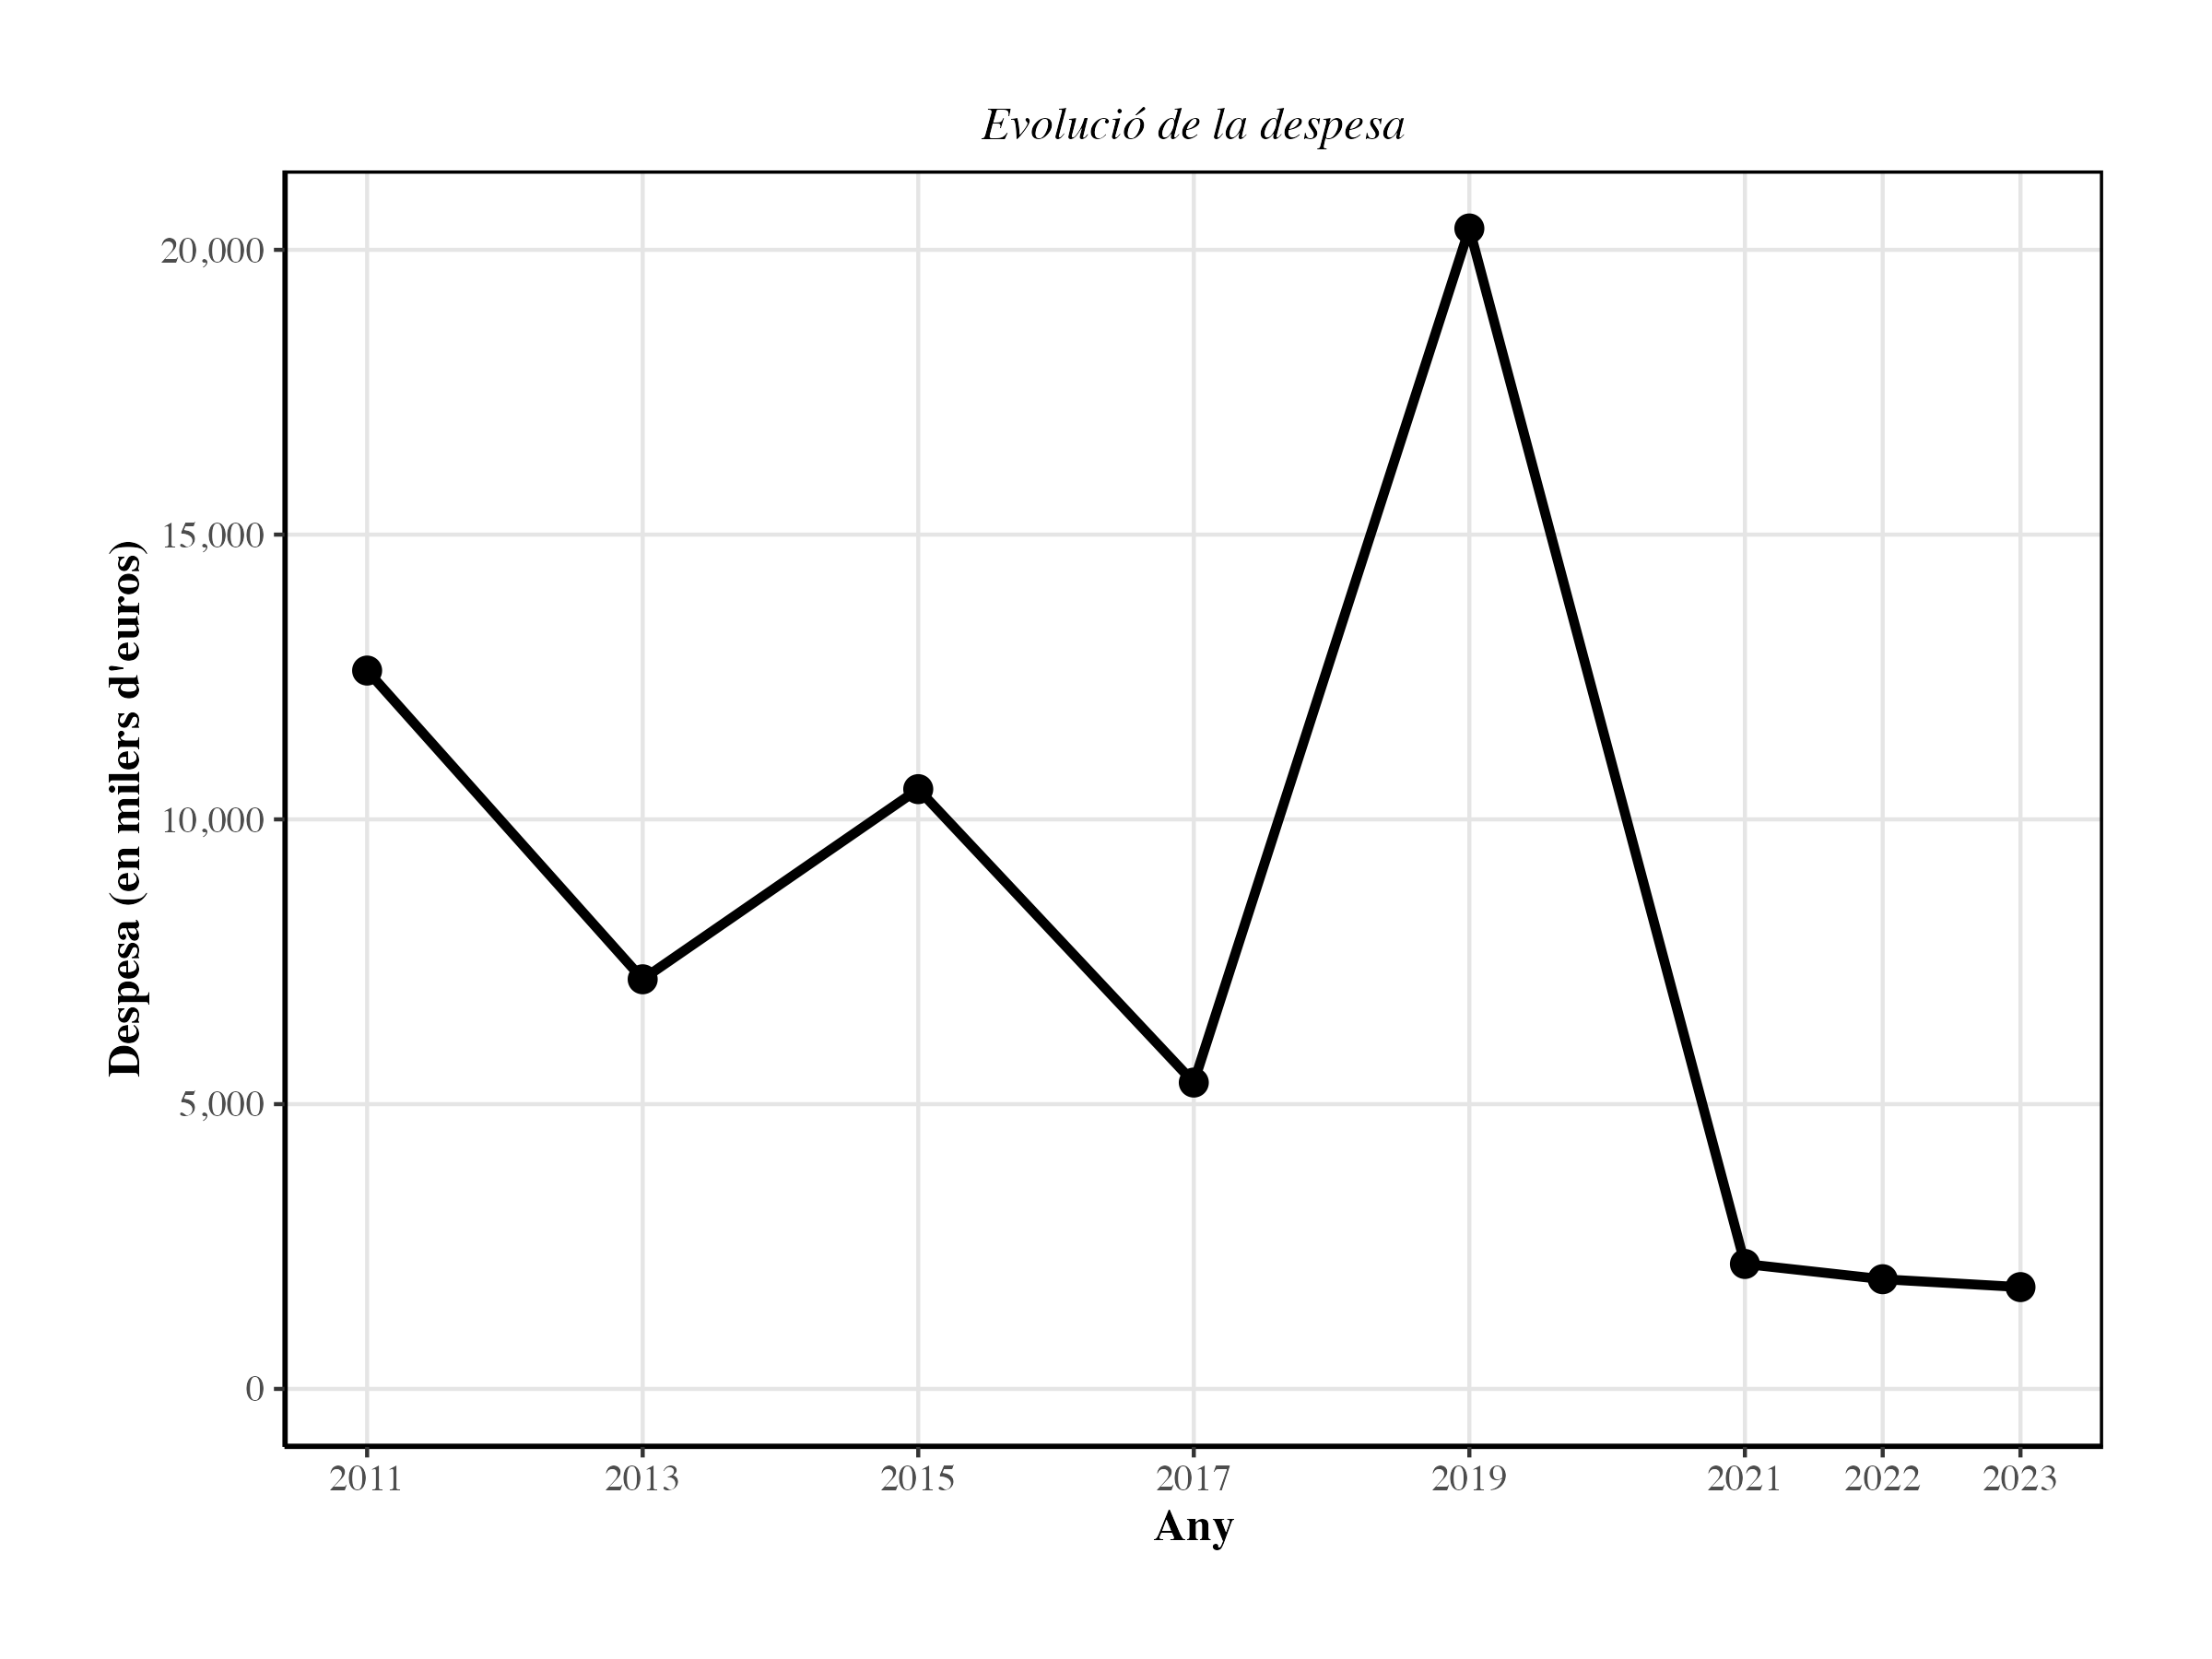 Evolució de la despesa
Despesa (en milers d'euros)
20,000
15,000
10,000
5,000
0
2011 2013 2015 2017 2019 2021 2022 2023
Any